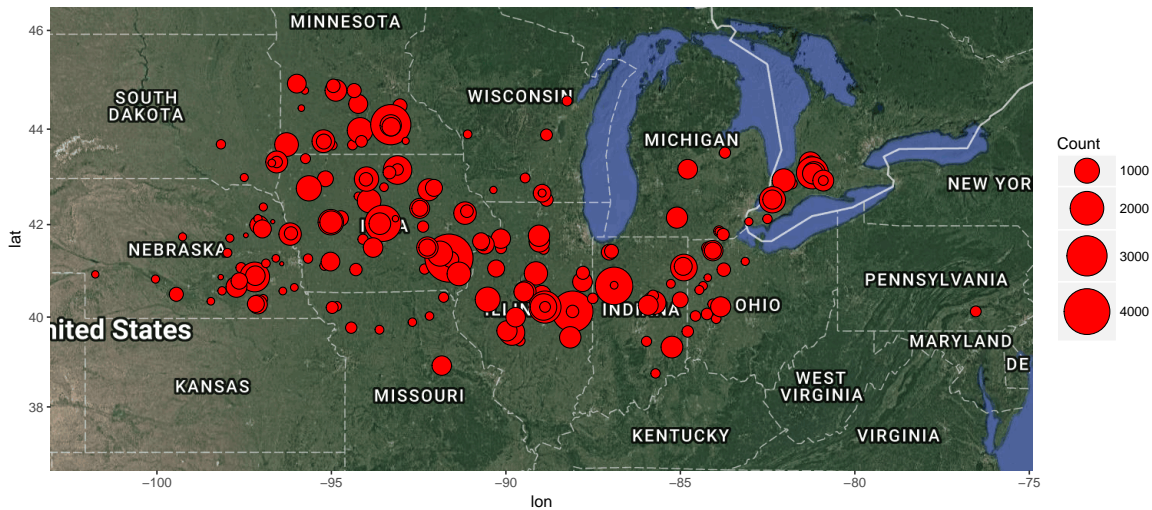 MINNESOTA
SOUTH
DAKOTA
WISCONSIN
MICHIGAN
NEW YOR
NEBRASKA
PENNSYLVANIA
INDIANA
OHIO
nited States
MARYLAND
DE
KANSAS
MISSOURI
WEST
VIRGINIA
KENTUCKY
VIRGINIA
46
44
42
40
38
lat
−100
−95
−90
−85
−80
−75
lon
Count
1000
2000
3000
4000